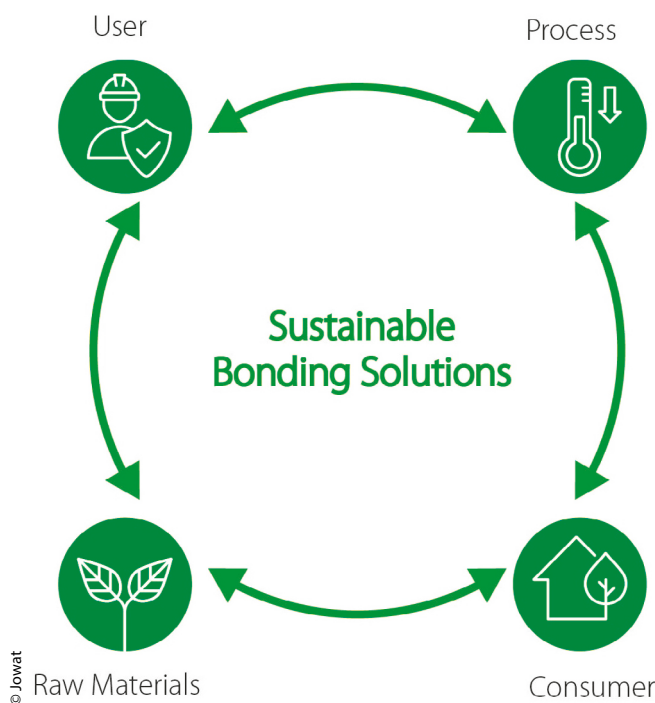 User
Process
Sustainable
Bonding Solutions
Raw Materials
Consumer
© Jowat